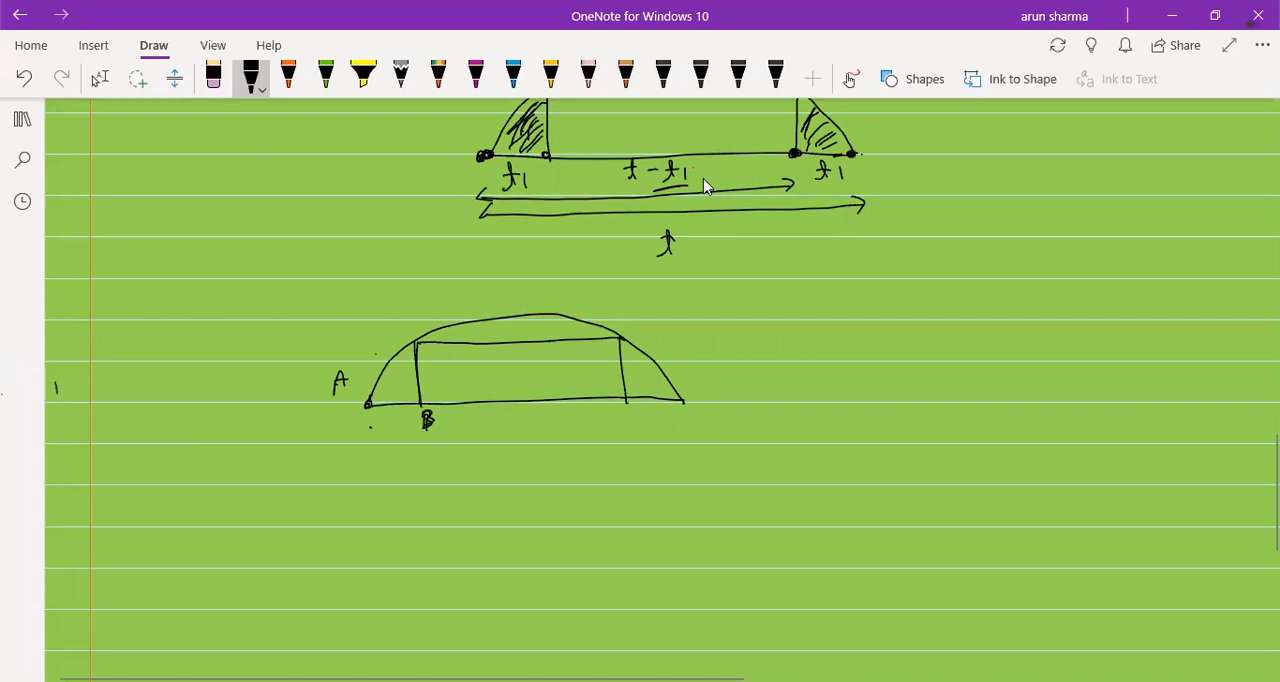 OneNote for Windows 10
arun sharma
Home Insert Draw View Help
Share
Shapes Ink to Shape Ink to Text
t1 t - t1 t1
t
A
B